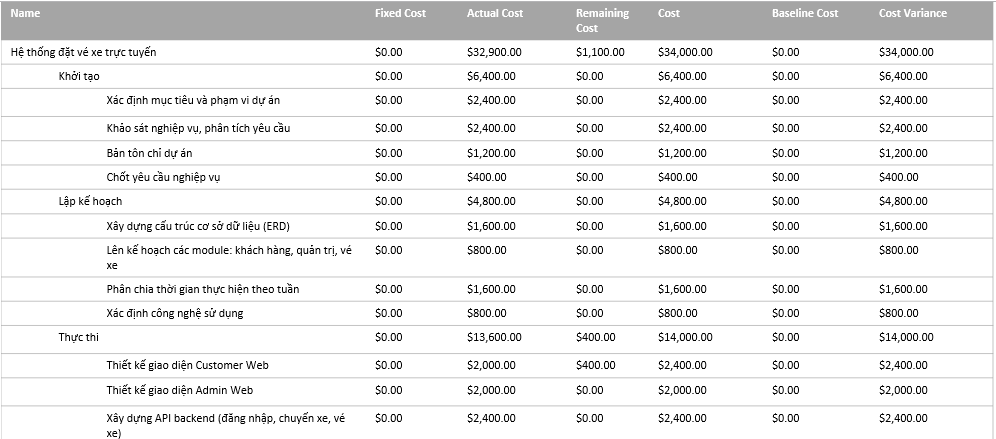 Name Fixed Cost Actual Cost Remaining Cost Baseline Cost Cost Variance
Cost
Hệ thống đặt vé xe trực tuyến $0.00 $32,900.00 $1,100.00 $34,000.00 $0.00 $34,000.00
Khởi tạo $0.00 $6,400.00 $0.00 $6,400.00 $0.00 $6,400.00
Xác định mục tiêu và phạm vi dự án $0.00 $2,400.00 $0.00 $2,400.00 $0.00 $2,400.00
Khảo sát nghiệp vụ, phân tích yêu cầu $0.00 $2,400.00 $0.00 $2,400.00 $0.00 $2,400.00
Bản tôn chỉ dự án $0.00 $1,200.00 $0.00 $1,200.00 $0.00 $1,200.00
Chốt yêu cầu nghiệp vụ $0.00 $400.00 $0.00 $400.00 $0.00 $400.00
Lập kế hoạch $0.00 $4,800.00 $0.00 $4,800.00 $0.00 $4,800.00
Xây dựng cấu trúc cơ sở dữ liệu (ERD) $0.00 $1,600.00 $0.00 $1,600.00 $0.00 $1,600.00
Lên kế hoạch các module: khách hàng, quản trị, vé $0.00 $800.00 $0.00 $800.00 $0.00 $800.00
xe
Phân chia thời gian thực hiện theo tuần $0.00 $1,600.00 $0.00 $1,600.00 $0.00 $1,600.00
Xác định công nghệ sử dụng $0.00 $800.00 $0.00 $800.00 $0.00 $800.00
Thực thi $0.00 $13,600.00 $400.00 $14,000.00 $0.00 $14,000.00
Thiết kế giao diện Customer Web $0.00 $2,000.00 $400.00 $2,400.00 $0.00 $2,400.00
Thiết kế giao diện Admin Web $0.00 $2,000.00 $0.00 $2,000.00 $0.00 $2,000.00
Xây dựng API backend (đăng nhập, chuyến xe, vé $0.00 $2,400.00 $0.00 $2,400.00 $0.00 $2,400.00
xe)